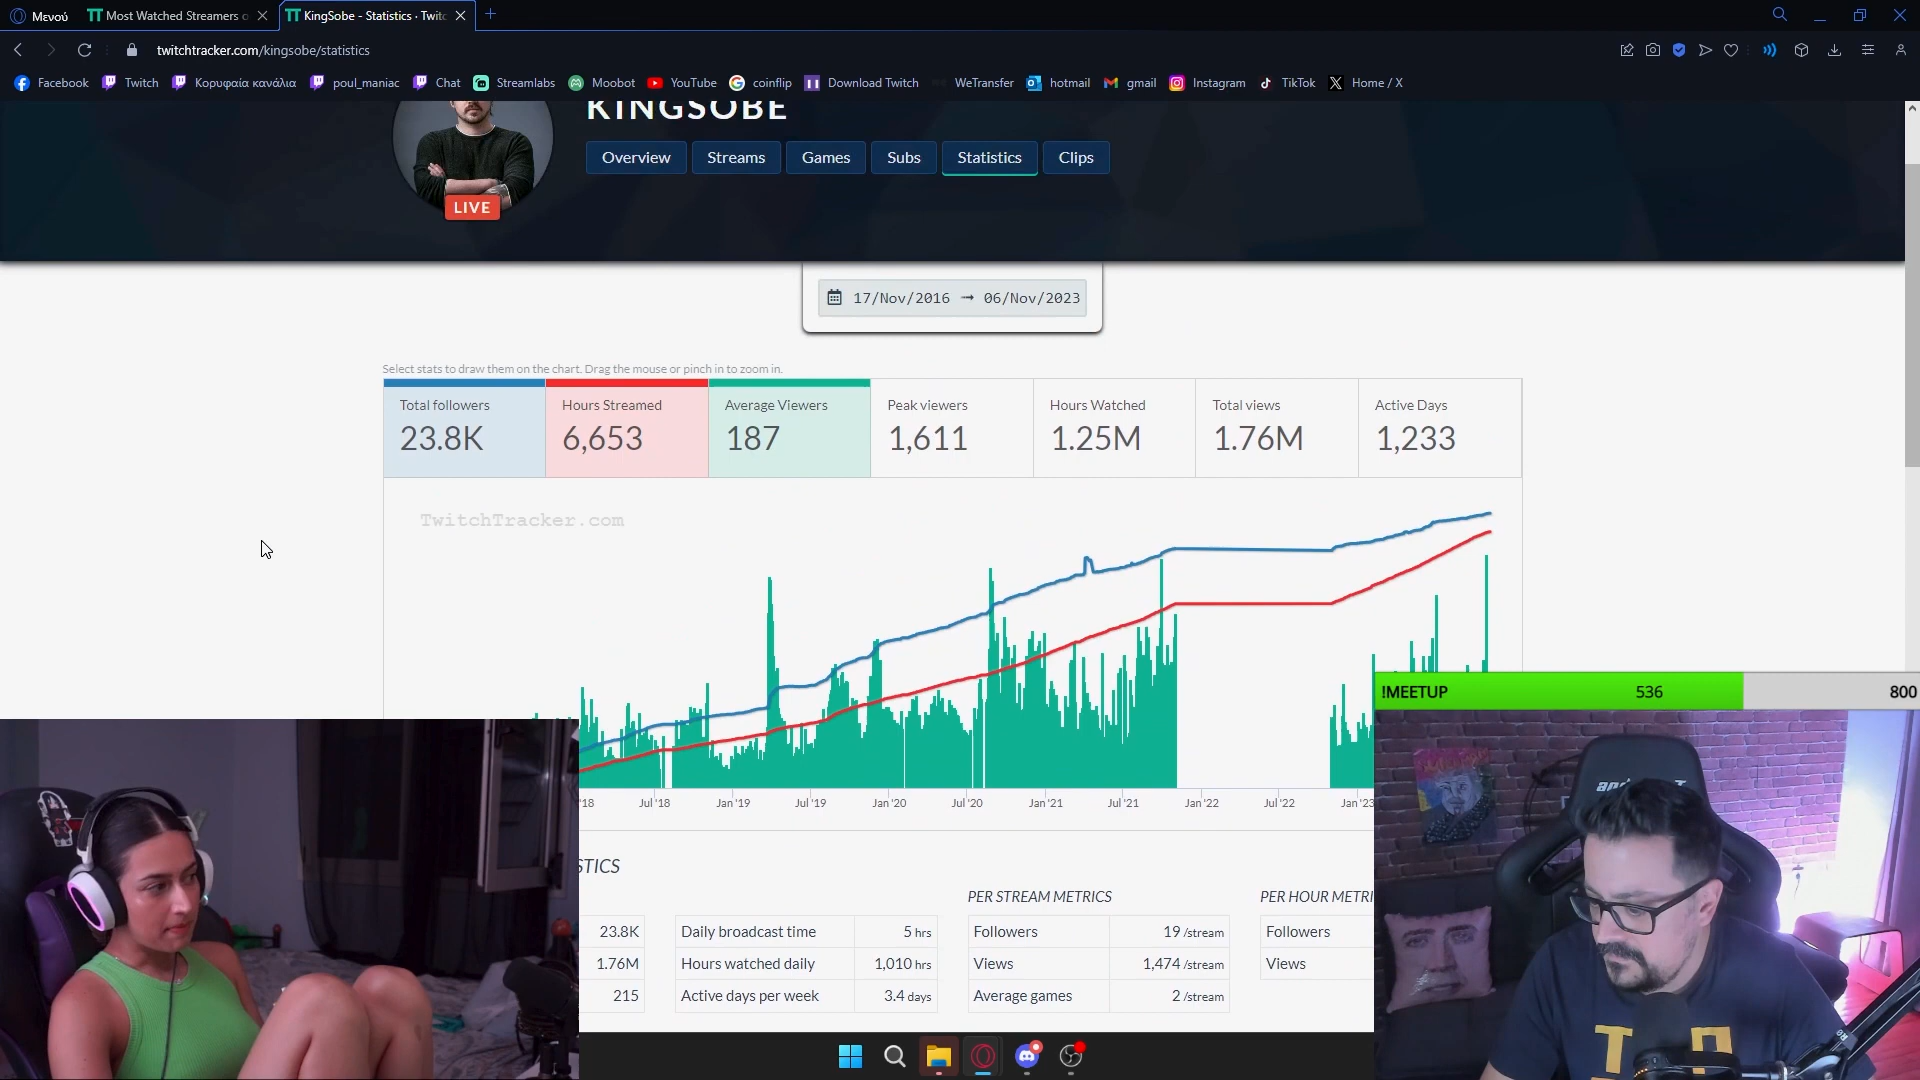 Μενού
Most Watched Streamers o
KingSobe - Statistics · Twitc
twitchtracker.com/kingsobe/statistics
Facebook
Twitch
Κορυφαία κανάλια
poul_maniac
Chat
Streamlabs
Moobot
YouTube
coinflip
Download Twitch
WeTransfer
hotmail
gmail
Instagram
TikTok
Home / X
KINGSOBE
Overview
Streams
Games
Subs
Statistics
Clips
LIVE
17/Nov/2016 → 06/Nov/2023
Select stats to draw them on the chart. Drag the mouse or pinch in to zoom in.
Total followers
23.8K
Hours Streamed
6,653
Average Viewers
187
Peak viewers
1,611
Hours Watched
1.25M
Total views
1.76M
Active Days
1,233
TwitchTracker.com
'18
Jul '18
Jan '19
Jul '19
Jan '20
Jul '20
Jan '21
Jul '21
Jan '22
Jul '22
Jan '23
!MEETUP
536
800
STICS
23.8K
1.76M
215
Daily broadcast time 5 hrs
Hours watched daily 1,010 hrs
Active days per week 3.4 days
PER STREAM METRICS
Followers 19 /stream
Views 1,474 /stream
Average games 2 /stream
PER HOUR METRI
Followers
Views